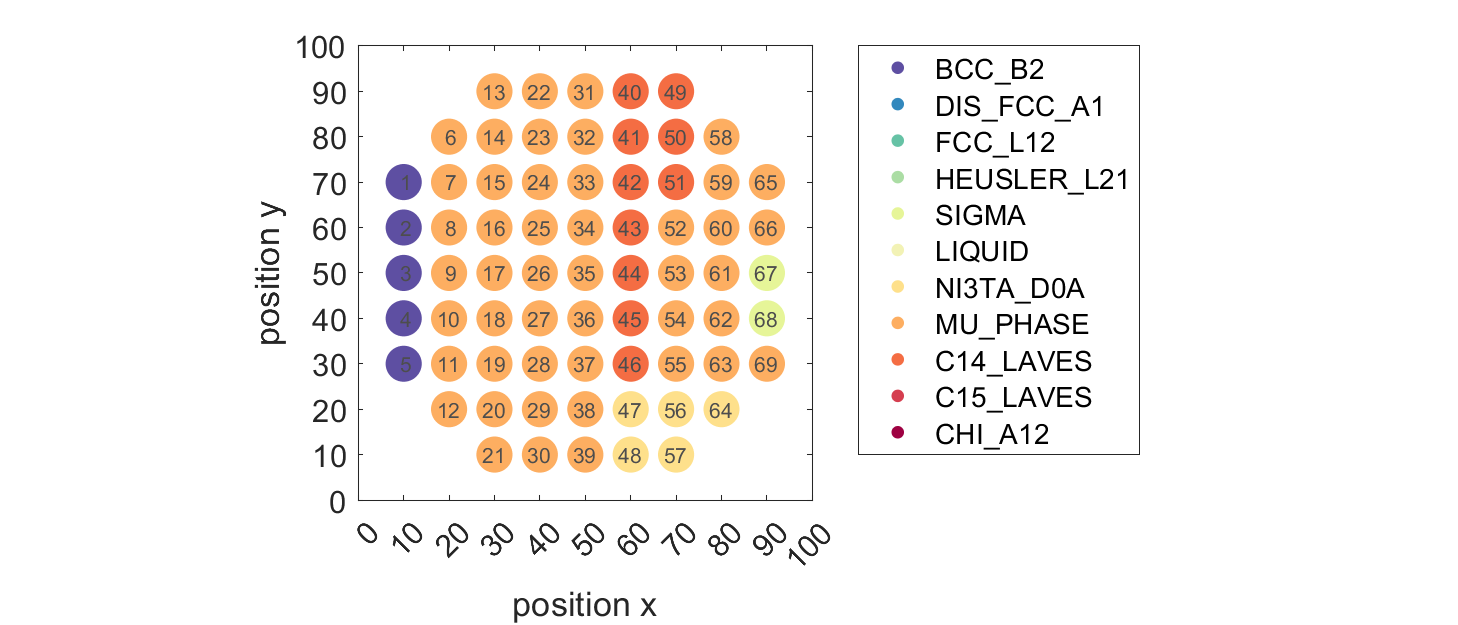 100
90
80
70
60
50
40
30
20
10
0
position y
13 22 31 40 49
6 14 23 32 41 50 58
1 7 15 24 33 42 51 59 65
2 8 16 25 34 43 52 60 66
3 9 17 26 35 44 53 61 67
4 10 18 27 36 45 54 62 68
5 11 19 28 37 46 55 63 69
12 20 29 38 47 56 64
21 30 39 48 57
0 10 20 30 40 50 60 70 80 90 100
position x
BCC_B2
DIS_FCC_A1
FCC_L12
HEUSLER_L21
SIGMA
LIQUID
NI3TA_D0A
MU_PHASE
C14_LAVES
C15_LAVES
CHI_A12